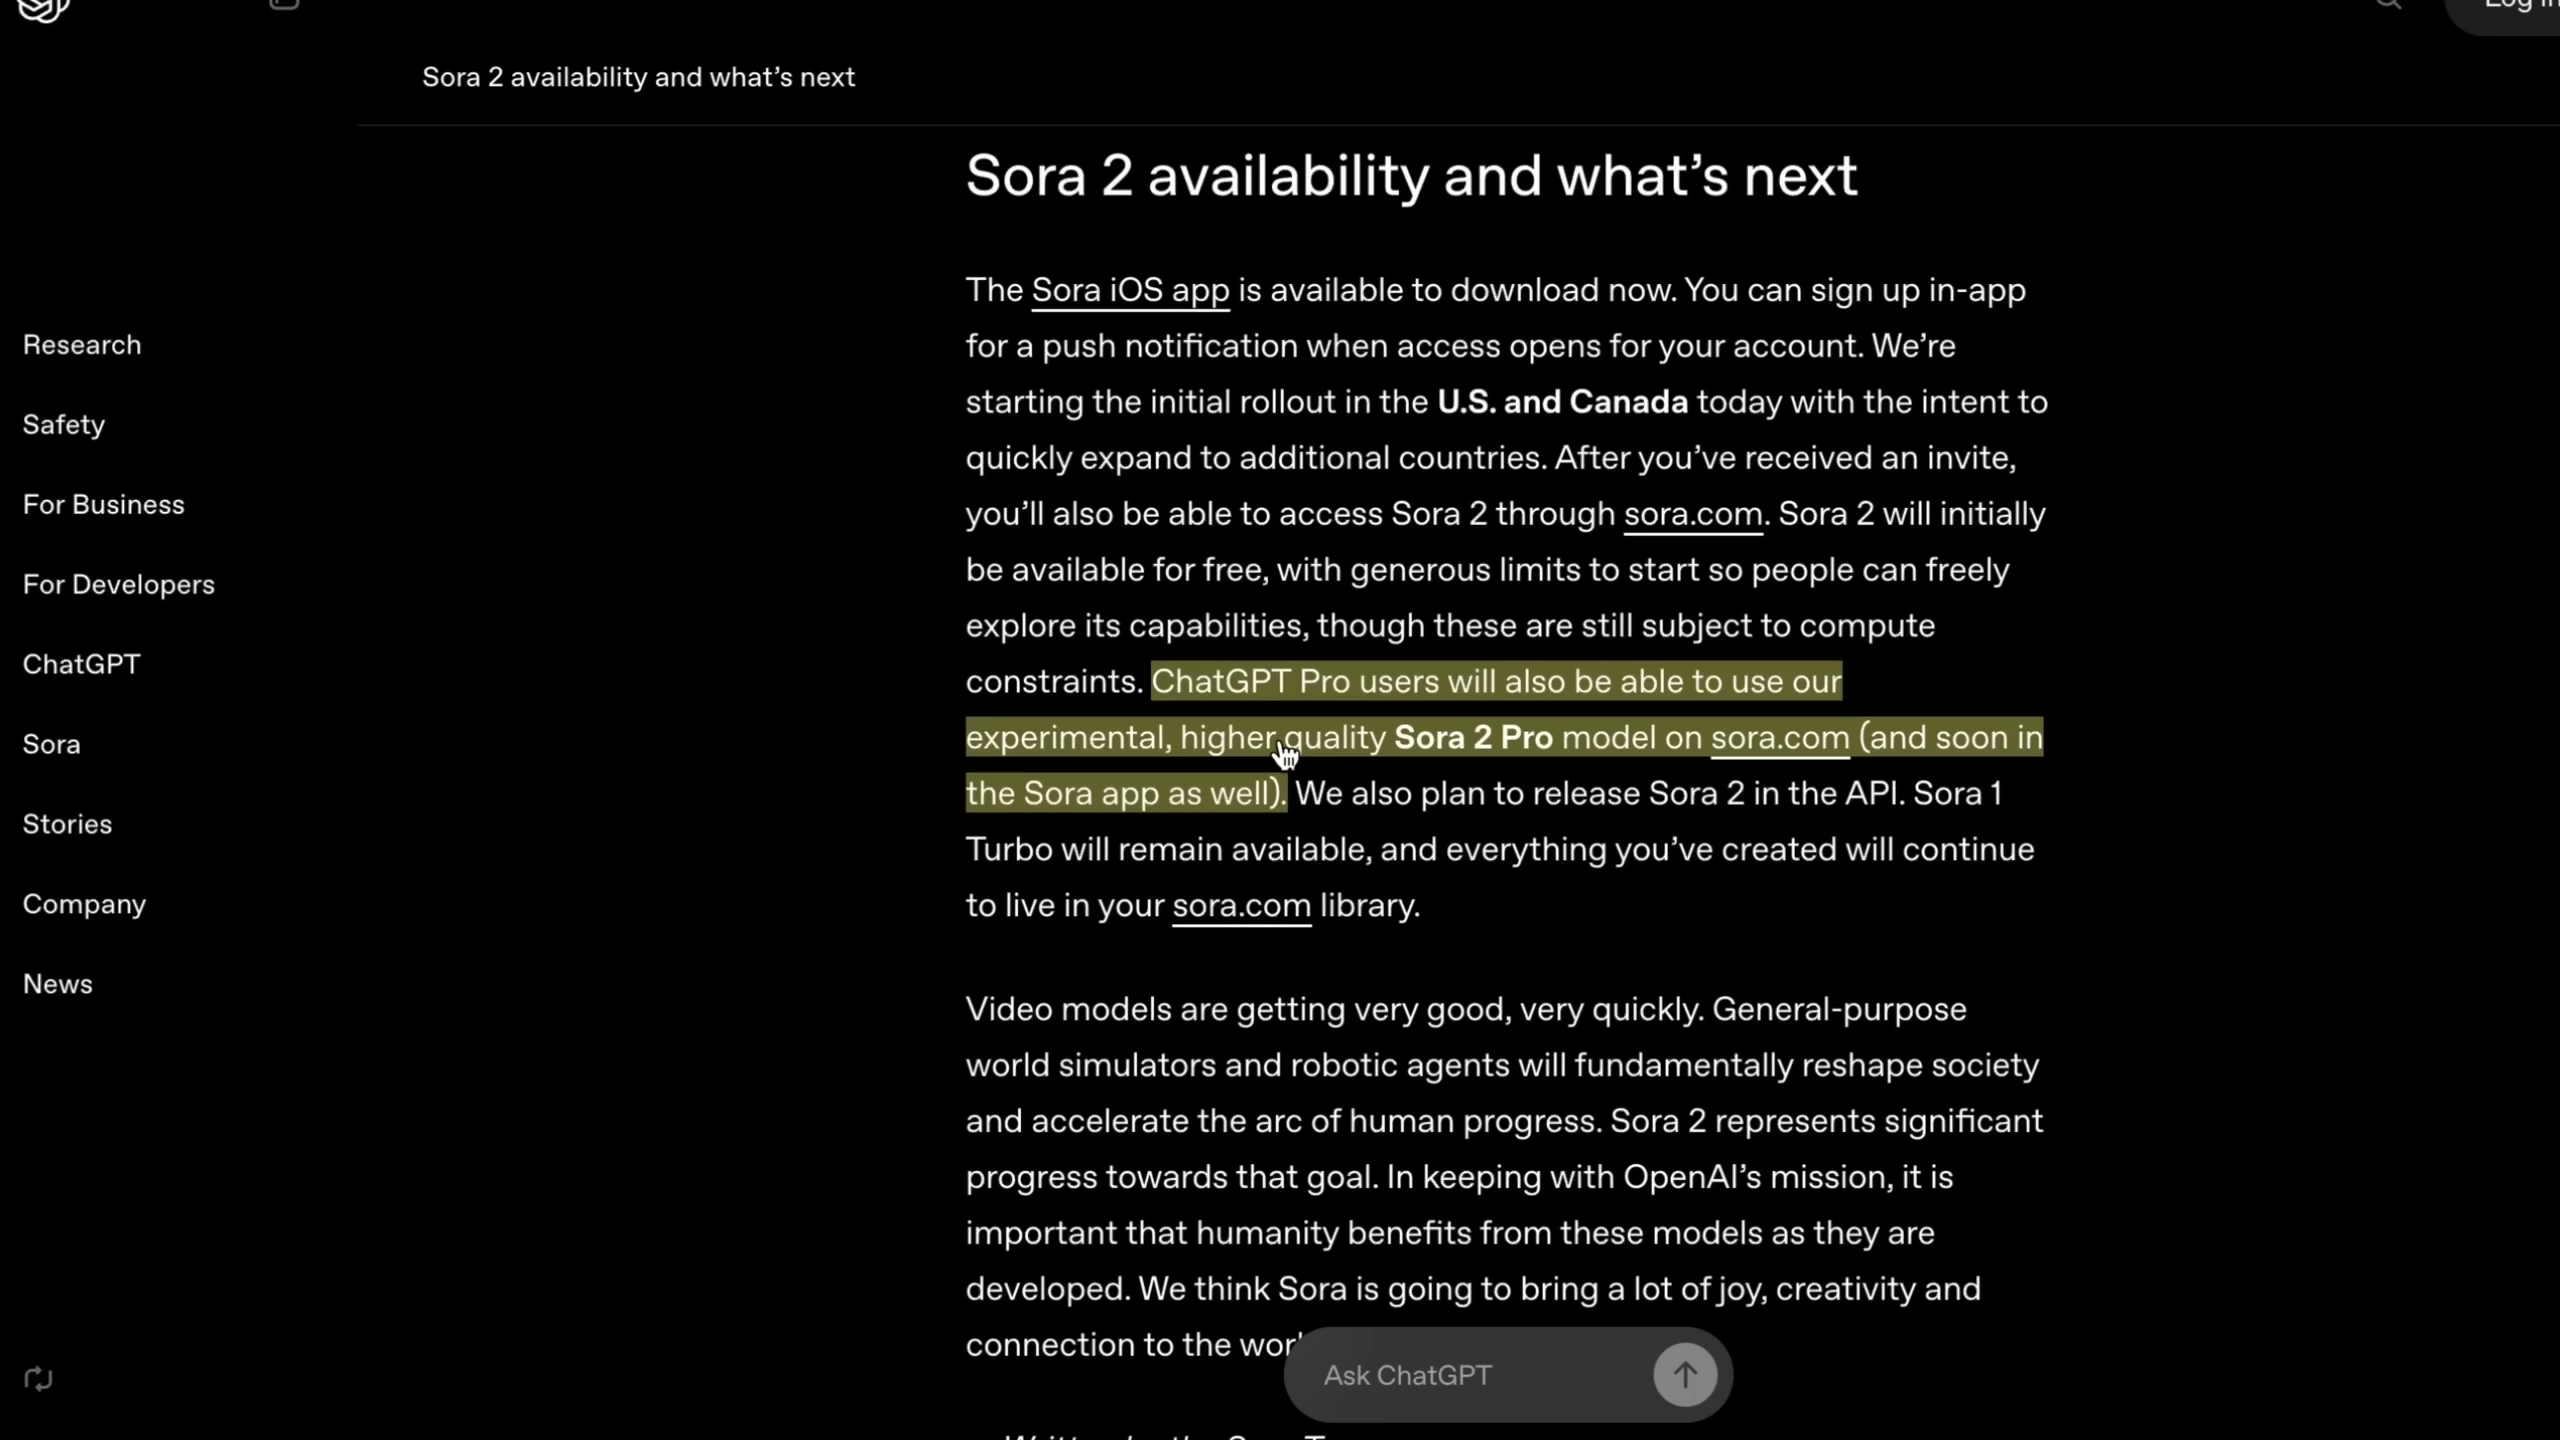 Log in
Sora 2 availability and what’s next
Sora 2 availability and what’s next
The Sora iOS app is available to download now. You can sign up in-app
for a push notification when access opens for your account. We’re
starting the initial rollout in the U.S. and Canada today with the intent to
quickly expand to additional countries. After you’ve received an invite,
you’ll also be able to access Sora 2 through sora.com. Sora 2 will initially
be available for free, with generous limits to start so people can freely
explore its capabilities, though these are still subject to compute
constraints. ChatGPT Pro users will also be able to use our
experimental, higher quality Sora 2 Pro model on sora.com (and soon in
the Sora app as well). We also plan to release Sora 2 in the API. Sora 1
Turbo will remain available, and everything you’ve created will continue
to live in your sora.com library.
Video models are getting very good, very quickly. General-purpose
world simulators and robotic agents will fundamentally reshape society
and accelerate the arc of human progress. Sora 2 represents significant
progress towards that goal. In keeping with OpenAI’s mission, it is
important that humanity benefits from these models as they are
developed. We think Sora is going to bring a lot of joy, creativity and
connection to the
Research
Safety
For Business
For Developers
ChatGPT
Sora
Stories
Company
News
Ask ChatGPT